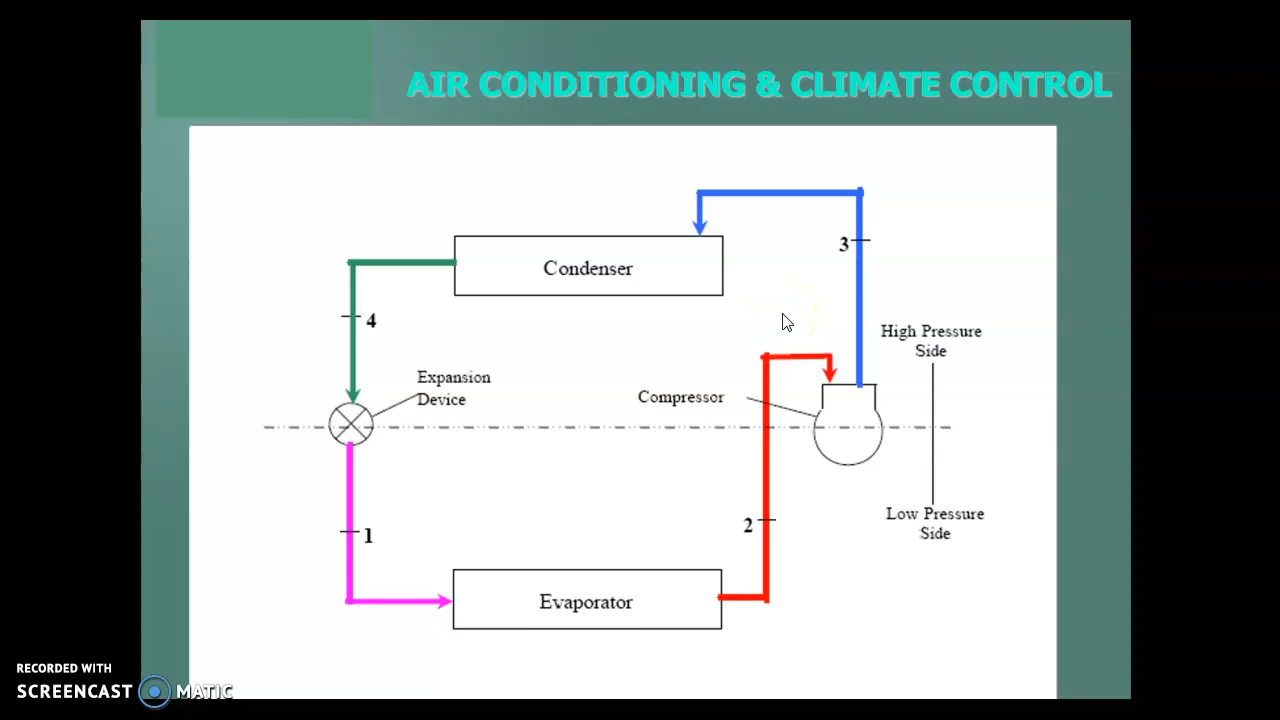 AIR CONDITIONING & CLIMATE CONTROL
3
Condenser
4
High Pressure
Side
Expansion
Device
Compressor
Low Pressure
Side
2
1
Evaporator
RECORDED WITH
SCREENCAST MATIC